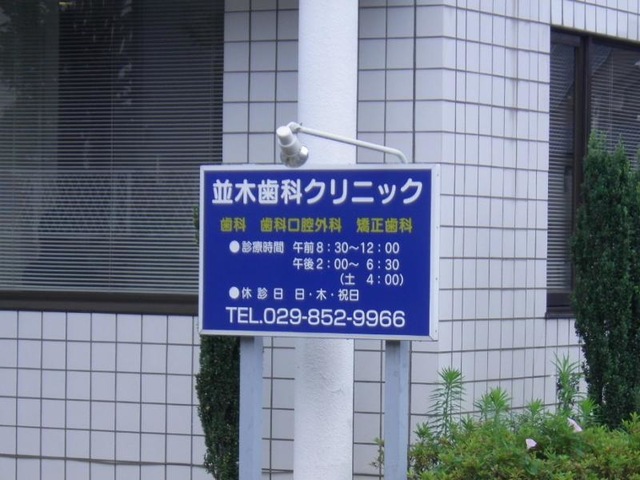 並木歯科クリニック
歯科 歯科口腔外科 矯正歯科
●診療時間 午前8：30～12：00
午後2：00～ 6：30
（土 4：00）
●休診日 日・木・祝日
TEL.029-852-9966